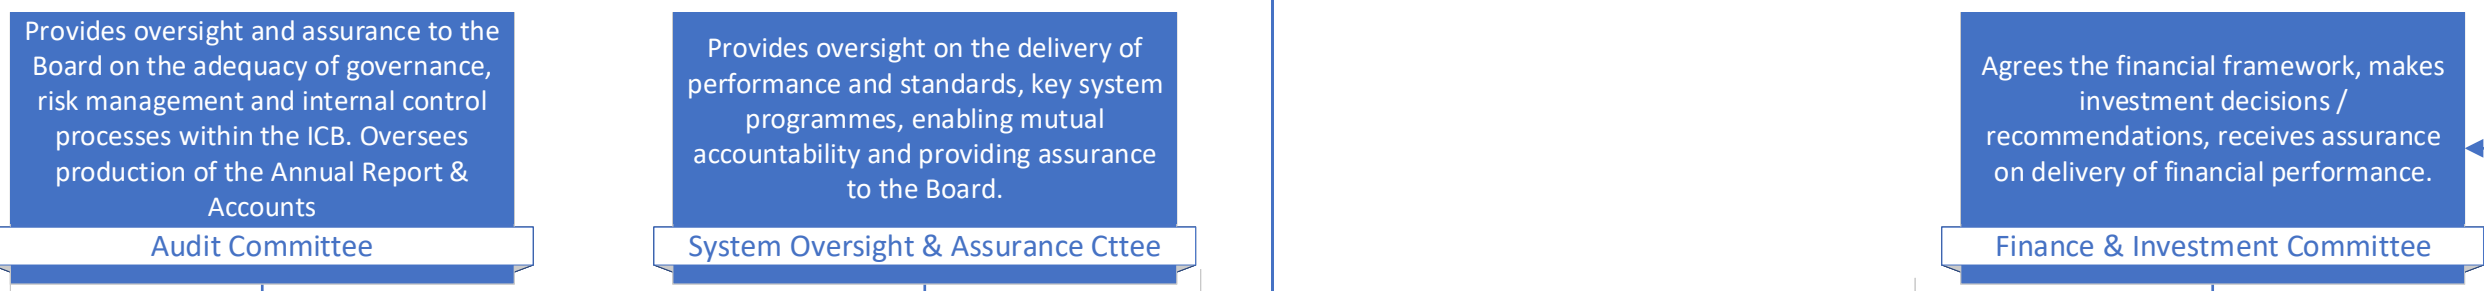 Provides oversight and assurance to the
Board on the adequacy of governance,
risk management and internal control
processes within the ICB. Oversees
production of the Annual Report &
Accounts
Audit Committee
Provides oversight on the delivery of
performance and standards, key system
programmes, enabling mutual
accountability and providing assurance
to the Board.
System Oversight & Assurance Cttee
Agrees the financial framework, makes
investment decisions /
recommendations, receives assurance
on delivery of financial performance.
Finance & Investment Committee